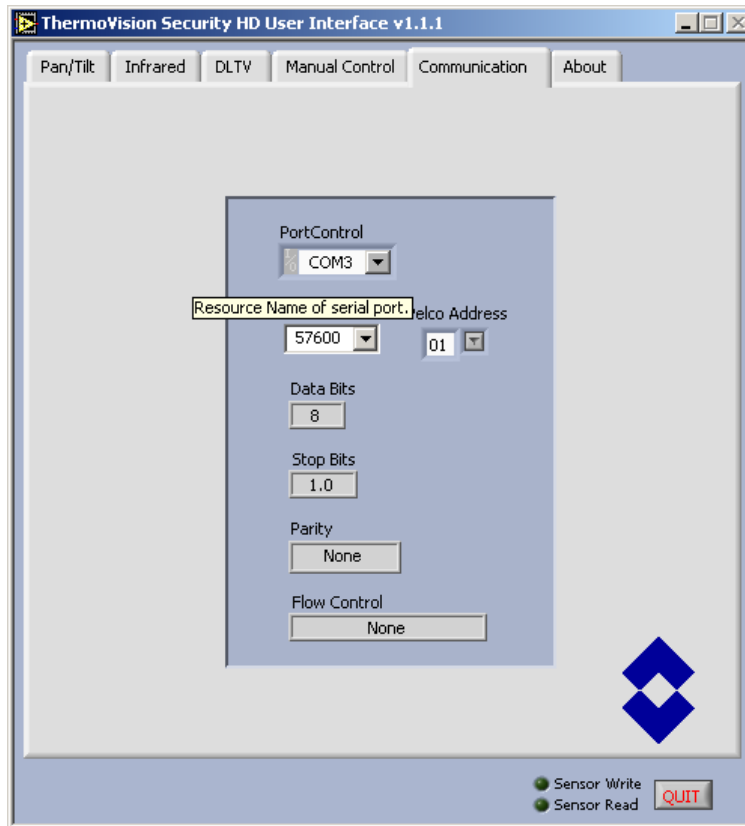 ThermoVision Security HD User Interface v1.1.1
Pan/Tilt Infrared DLTV Manual Control Communication About
PortControl
COM3
Resource Name of serial port.
elco Address
57600 01
Data Bits
8
Stop Bits
1.0
Parity
None
Flow Control
None
Sensor Write
Sensor Read
QUIT